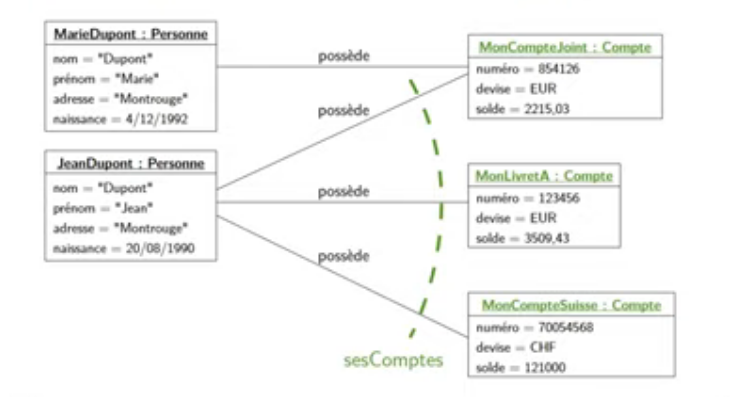 MarieDupont : Personne
nom = "Dupont"
prénom = "Marie"
adresse = "Montrouge"
naissance = 4/12/1992
JeanDupont : Personne
nom = "Dupont"
prénom = "Jean"
adresse = "Montrouge"
naissance = 20/08/1990
possède
possède
possède
possède
sesComptes
MonCompteJoint : Compte
numéro = 854126
devise = EUR
solde = 2215,03
MonLivretA : Compte
numéro = 123456
devise = EUR
solde = 3509,43
MonCompteSuisse : Compte
numéro = 70054568
devise = CHF
solde = 121000